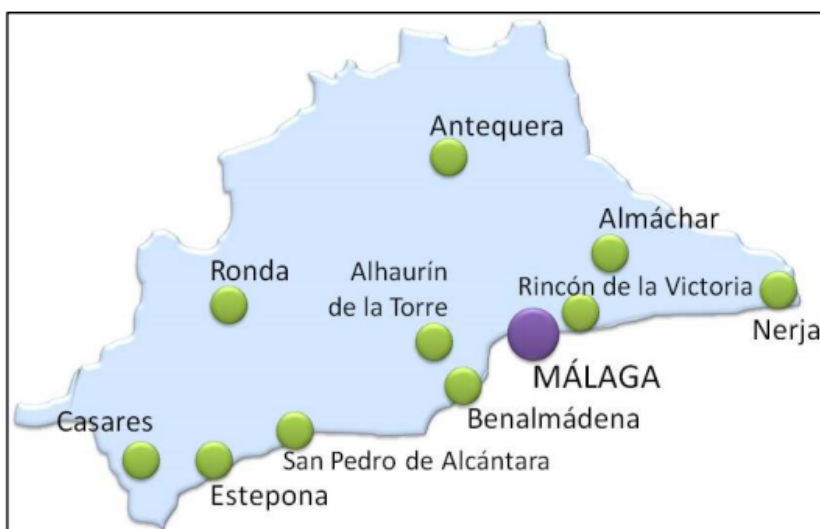 Antequera
Almáchar
Ronda
Alhaurín
de la Torre
Rincón de la Victoria
Nerja
MÁLAGA
Benalmádena
Casares
San Pedro de Alcántara
Estepona